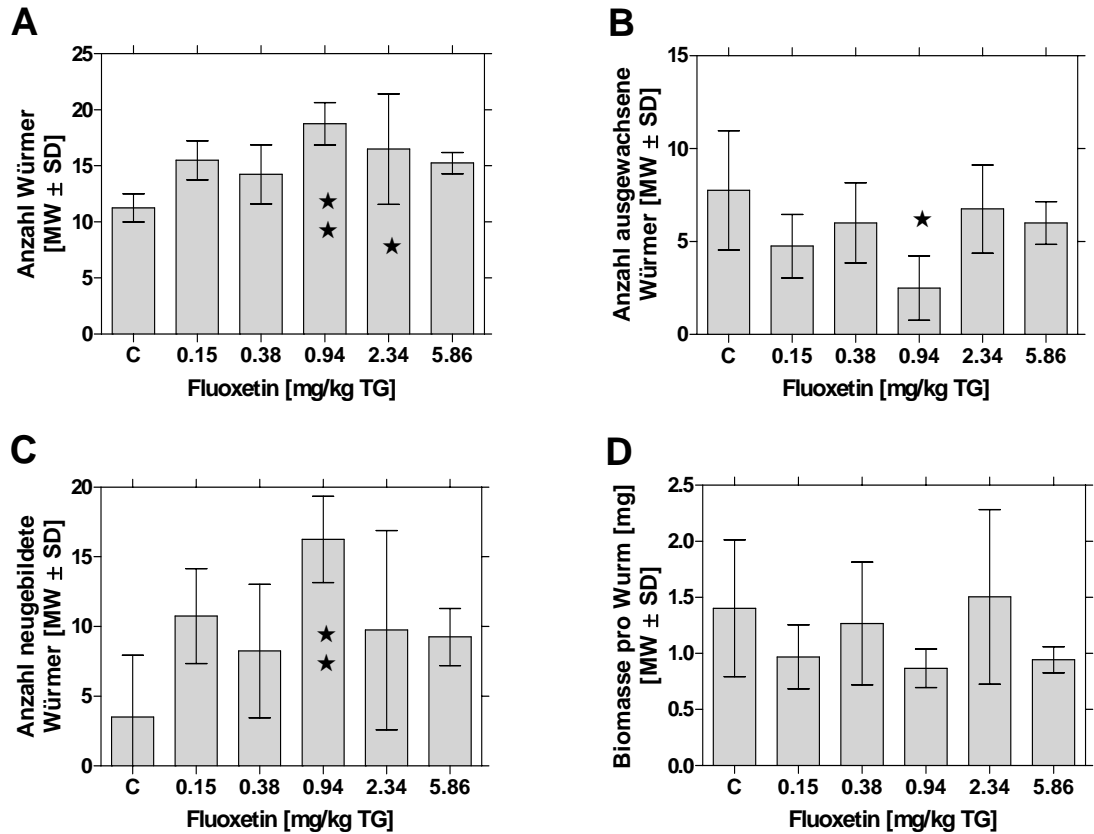 A
Anzahl Würmer
[MW ± SD]
25
20
15
10
5
0
C 0.15 0.38 0.94 2.34 5.86
Fluoxetin [mg/kg TG]
B
Anzahl ausgewachsene
Würmer [MW ± SD]
15
10
5
0
C 0.15 0.38 0.94 2.34 5.86
Fluoxetin [mg/kg TG]
C
Anzahl neugebildete
Würmer [MW ± SD]
20
15
10
5
0
C 0.15 0.38 0.94 2.34 5.86
Fluoxetin [mg/kg TG]
D
Biomasse pro Wurm [mg]
[MW ± SD]
2.5
2.0
1.5
1.0
0.5
0.0
C 0.15 0.38 0.94 2.34 5.86
Fluoxetin [mg/kg TG]